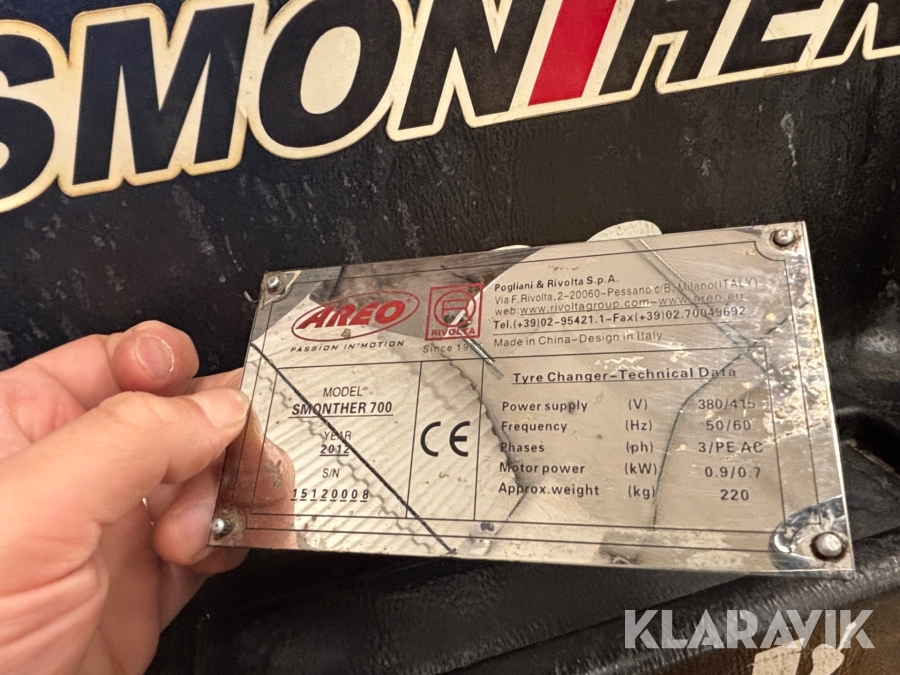 SMONTHER
AREO
PASSION IN MOTION
RIVOLTA
Since
Pogliani & Rivolta S.p.A.
Via F.Rivolta,2-20060-Pessano c/B,Milano(ITALY)
web:www.rivoltagroup.com-www.areo.eu
Tel.(+39)02-95421.1-Fax(+39)02.70049692
Made in China-Design in Italy
MODEL
SMONTHER 700
YEAR
2012
S/N
15120008
CE
Tyre Changer-Technical Data
Power supply (V) 380/415
Frequency (Hz) 50/60
Phases (ph) 3/PE AC
Motor power (kW) 0.9/0.7
Approx.weight (kg) 220
KLARAVIK